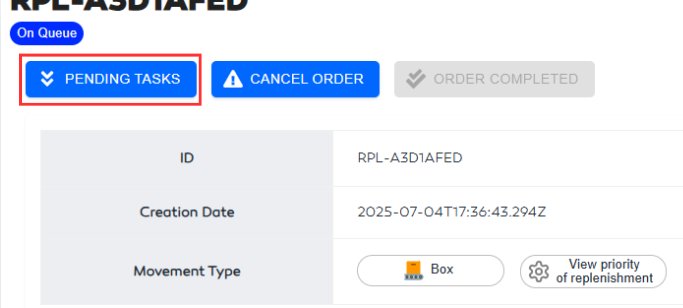 RPL-A3D1AFED
On Queue
PENDING TASKS
CANCEL ORDER
ORDER COMPLETED
ID
RPL-A3D1AFED
Creation Date
2025-07-04T17:36:43.294Z
Movement Type
Box
View priority
of replenishment